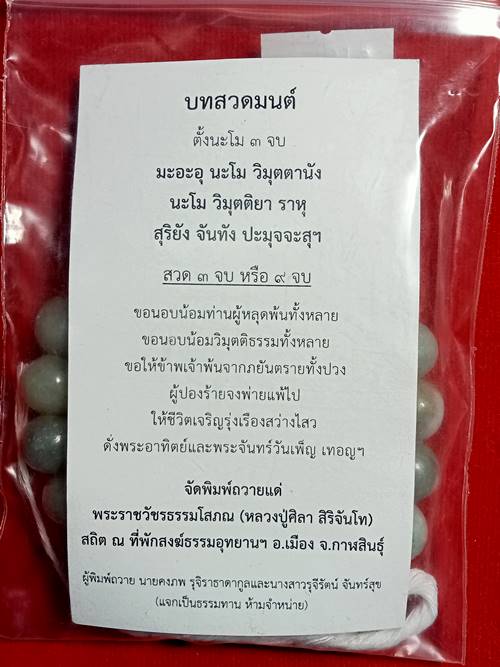 บทสวดมนต์
ตั้งนะโม ๓ จบ
มะอะอุ นะโม วิมุตตานัง
นะโม วิมุตติยา ราหุ
สุริยัง จันทัง ปะมุจจะสุฯ
สวด ๓ จบ หรือ ๙ จบ
ขอนอบน้อมท่านผู้หลุดพ้นทั้งหลาย
ขอนอบน้อมวิมุตติธรรมทั้งหลาย
ขอให้ข้าพเจ้าพ้นจากภยันตรายทั้งปวง
ผู้ปองร้ายจงพ่ายแพ้ไป
ให้ชีวิตเจริญรุ่งเรืองสว่างไสว
ดั่งพระอาทิตย์และพระจันทร์วันเพ็ญ เทอญฯ
จัดพิมพ์ถวายแด่
พระราชวัชรธรรมโสภณ (หลวงปู่ศิลา สิริจันโท)
สถิต ณ ที่พักสงฆ์ธรรมอุทยานฯ อ.เมือง จ.กาฬสินธุ์
ผู้พิมพ์ถวาย นายคงภพ รุจิราธาดากูลและนางสาวรุจีรัตน์ จันทร์สุข
(แจกเป็นธรรมทาน ห้ามจำหน่าย)